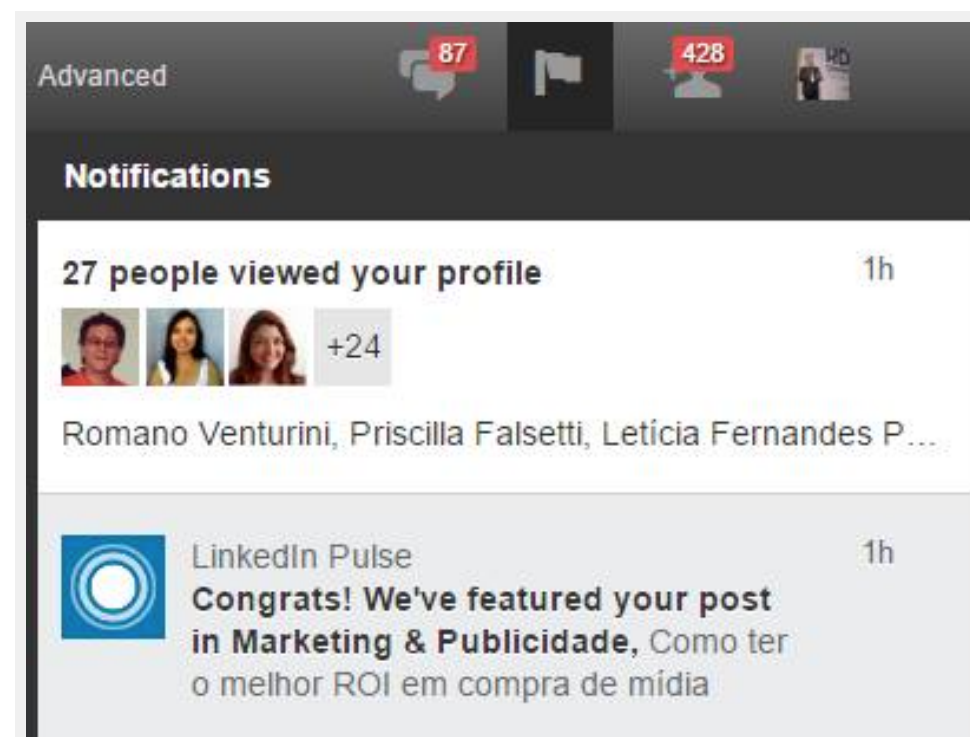 Advanced
87
428
Notifications
27 people viewed your profile
1h
+24
Romano Venturini, Priscilla Falsetti, Letícia Fernandes P...
LinkedIn Pulse
1h
Congrats! We've featured your post
in Marketing & Publicidade, Como ter
o melhor ROI em compra de mídia